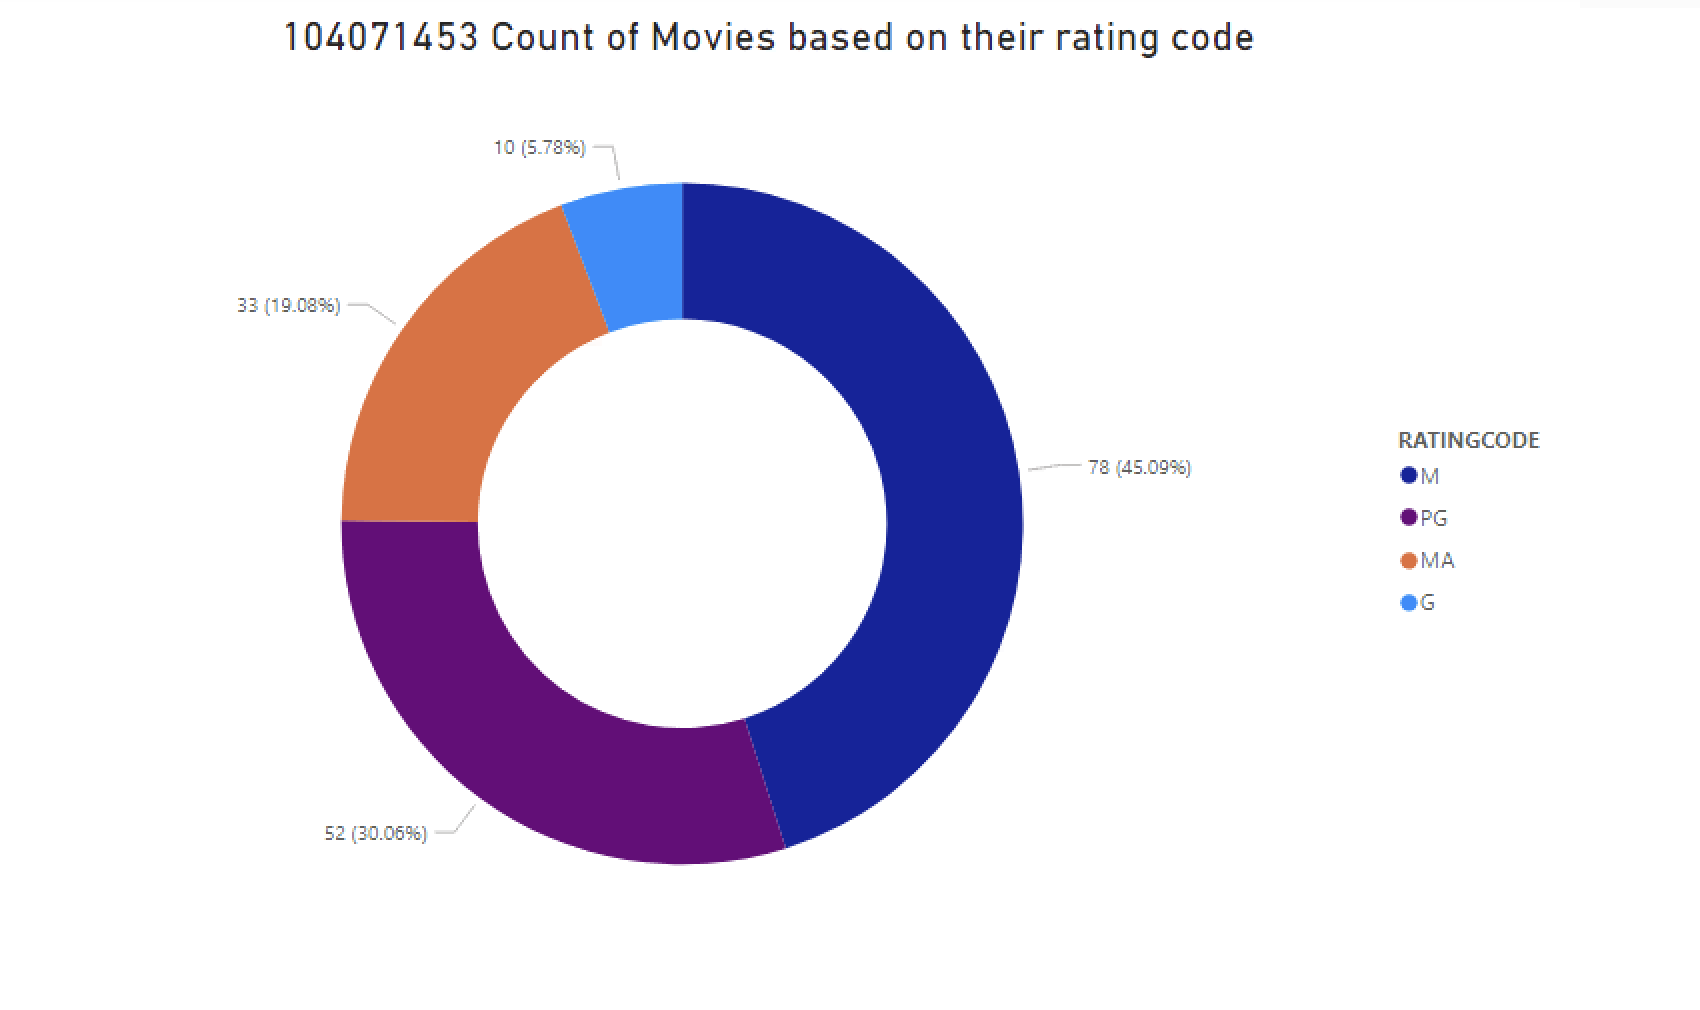 104071453 Count of Movies based on their rating code
10 (5.78%)
33 (19.08%)
78 (45.09%)
52 (30.06%)
RATINGCODE
M
PG
MA
G